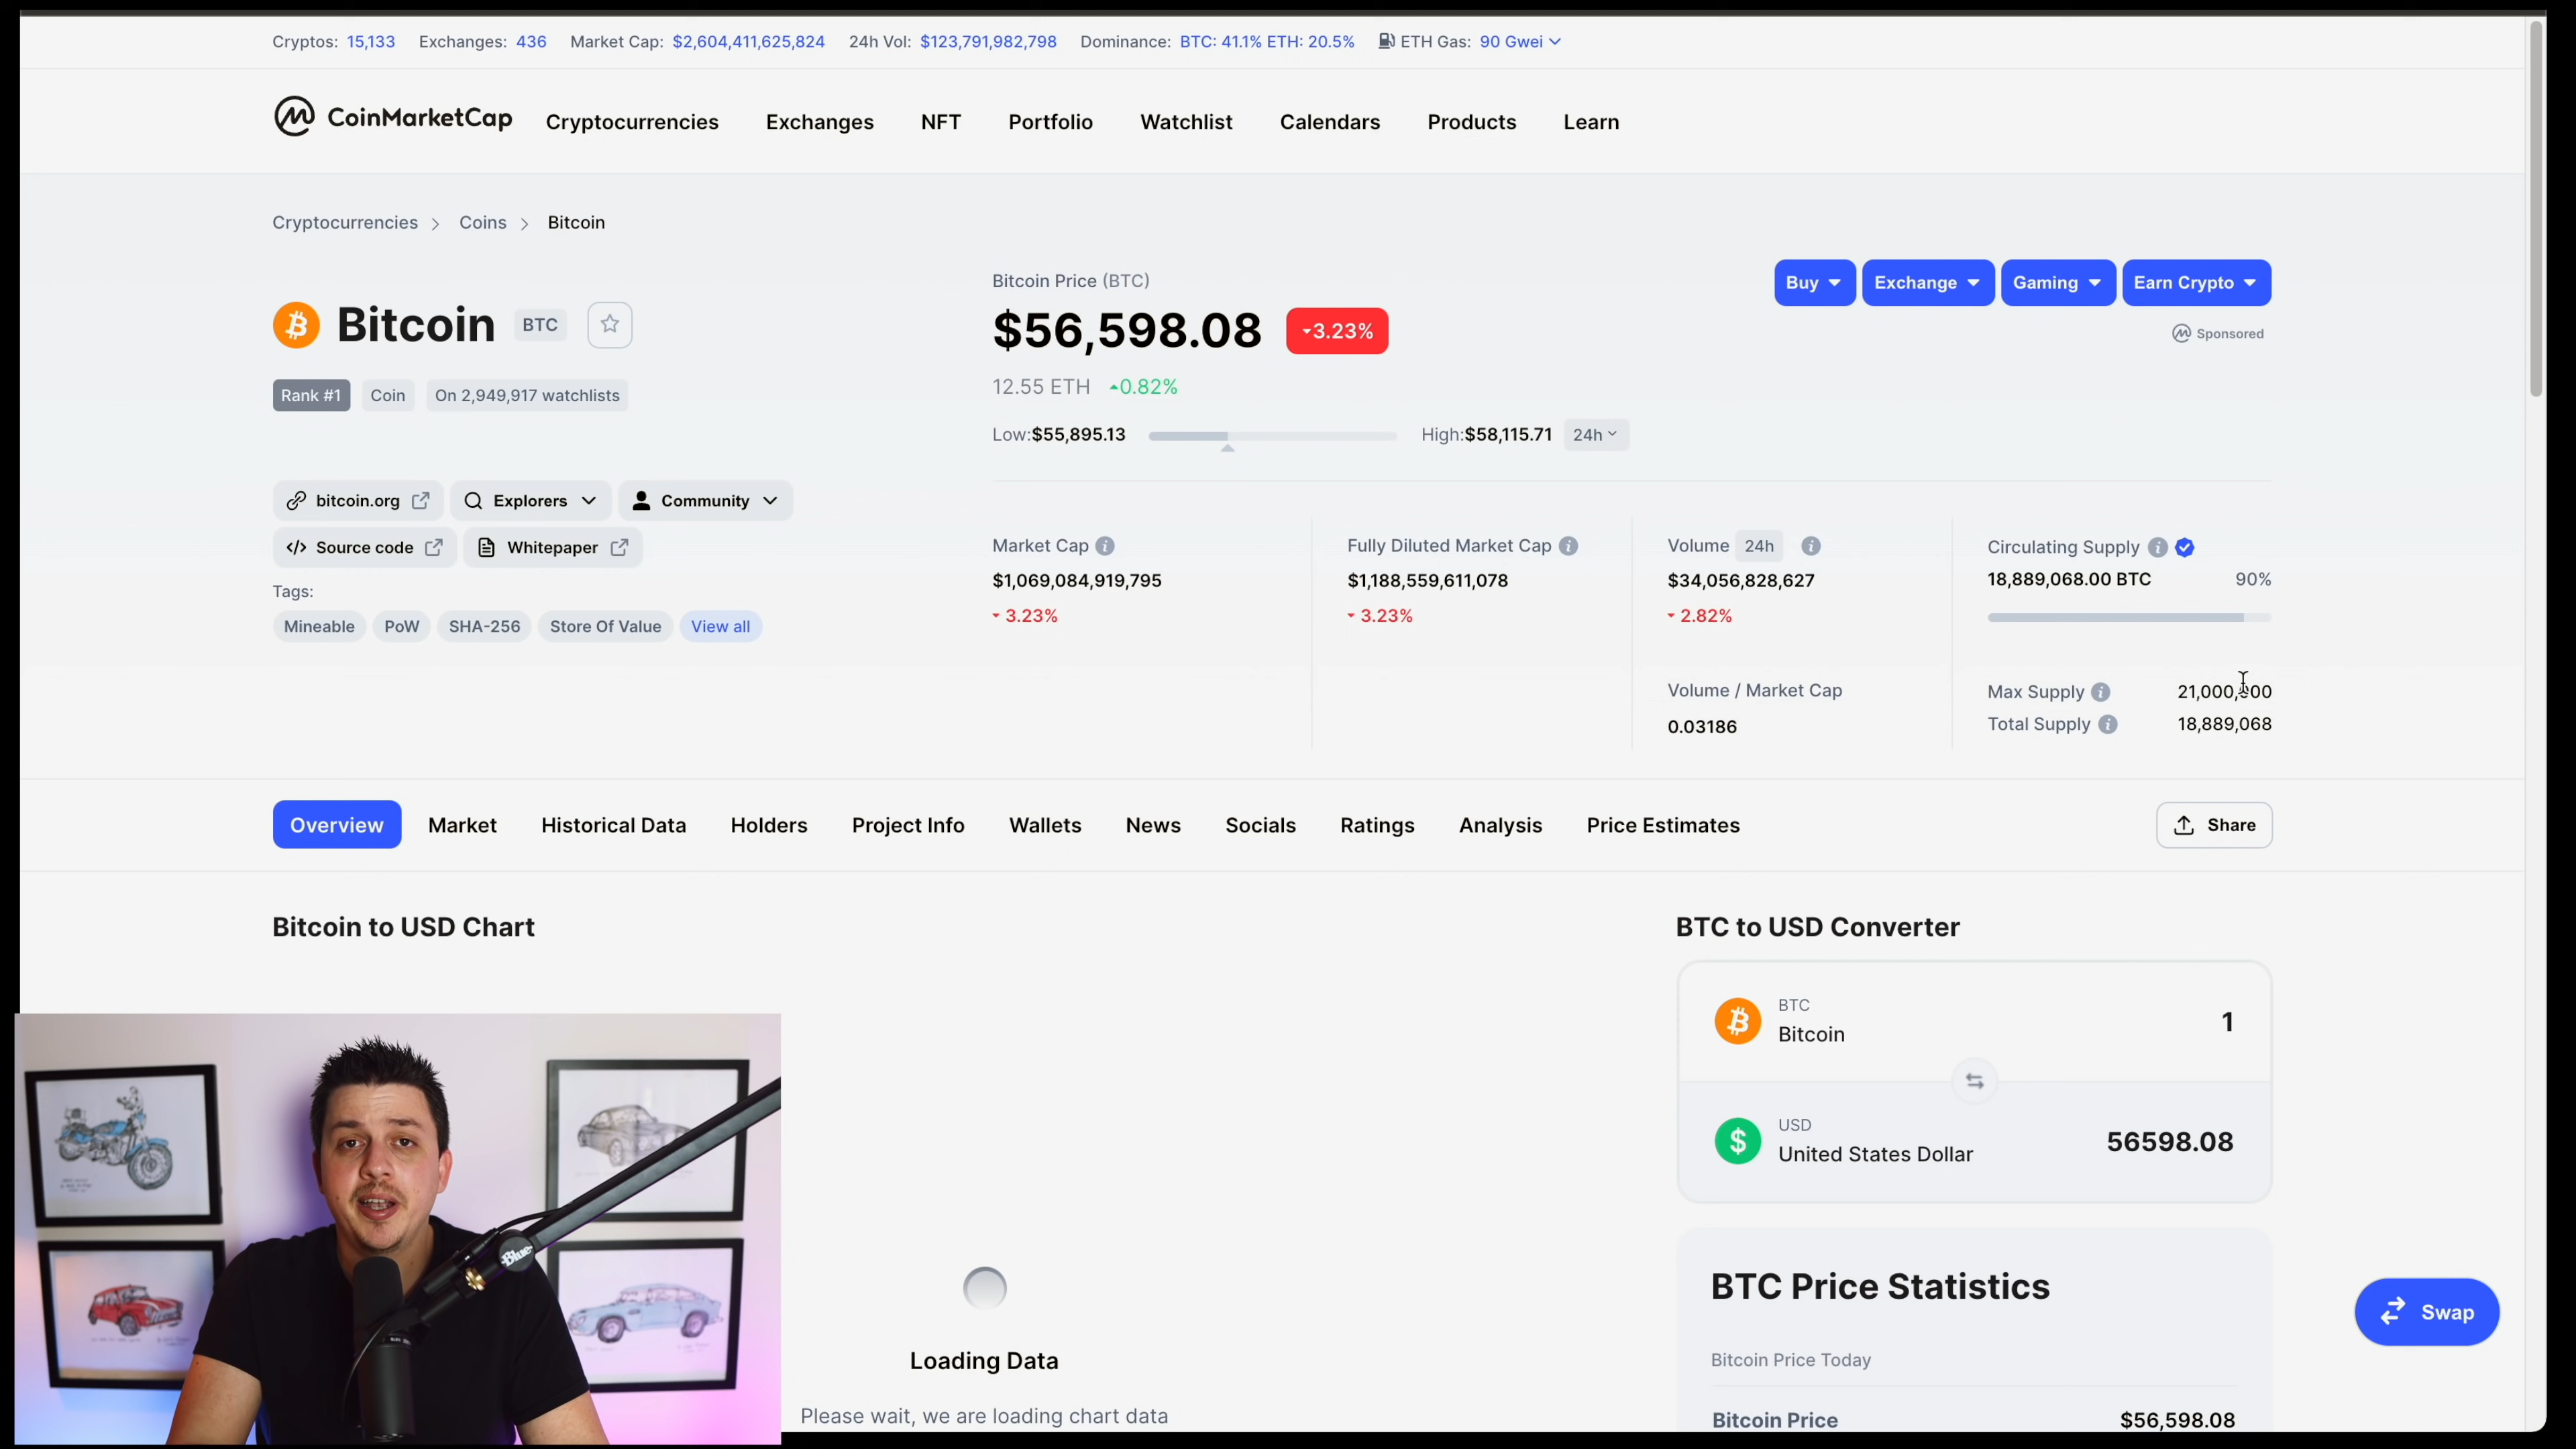 Cryptos: 15,133 Exchanges: 436 Market Cap: $2,604,411,625,824 24h Vol: $123,791,982,798 Dominance: BTC: 41.1% ETH: 20.5% ETH Gas: 90 Gwei
CoinMarketCap Cryptocurrencies Exchanges NFT Portfolio Watchlist Calendars Products Learn
Cryptocurrencies > Coins > Bitcoin
Bitcoin BTC
Rank #1 Coin On 2,949,917 watchlists
bitcoin.org Explorers Community
Source code Whitepaper
Tags:
Mineable PoW SHA-256 Store Of Value View all
Bitcoin Price (BTC)
$56,598.08 3.23%
12.55 ETH 0.82%
Low:$55,895.13 High:$58,115.71 24h
Buy Exchange Gaming Earn Crypto
Sponsored
Market Cap
$1,069,084,919,795
3.23%
Fully Diluted Market Cap
$1,188,559,611,078
3.23%
Volume 24h
$34,056,828,627
2.82%
Volume / Market Cap
0.03186
Circulating Supply
18,889,068.00 BTC 90%
Max Supply 21,000,000
Total Supply 18,889,068
Overview Market Historical Data Holders Project Info Wallets News Socials Ratings Analysis Price Estimates Share
Bitcoin to USD Chart
Loading Data
Please wait, we are loading chart data
BTC to USD Converter
BTC
Bitcoin 1
USD
United States Dollar 56598.08
BTC Price Statistics
Bitcoin Price Today
Bitcoin Price $56,598.08
Swap
Blue